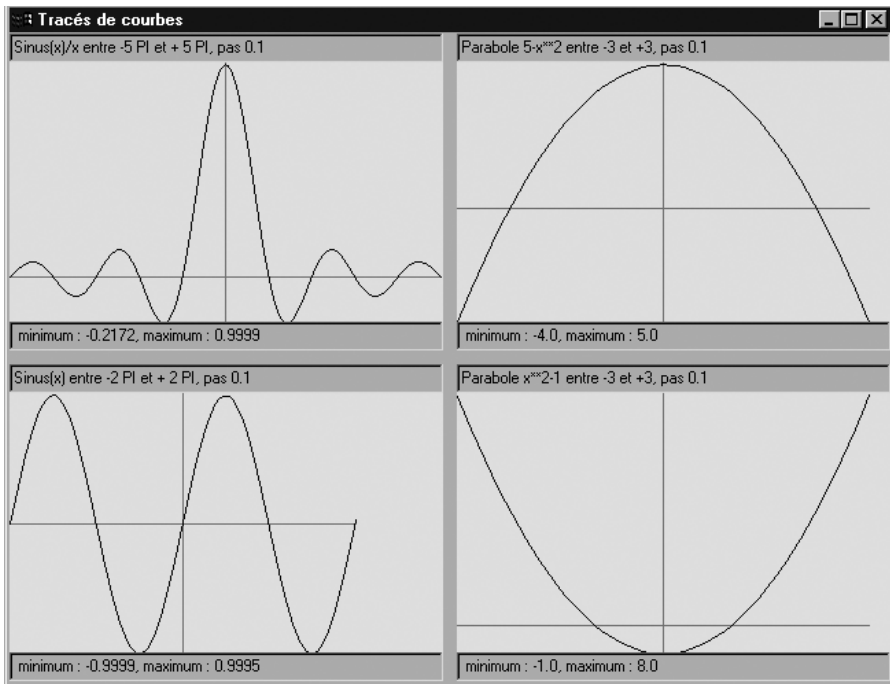 Tracés de courbes
Sinus(x)/x entre -5 PI et + 5 PI, pas 0.1
Parabole 5-x**2 entre -3 et +3, pas 0.1
minimum : -0.2172, maximum : 0.9999
minimum : -4.0, maximum : 5.0
Sinus(x) entre -2 PI et + 2 PI, pas 0.1
Parabole x**2-1 entre -3 et +3, pas 0.1
minimum : -0.9999, maximum : 0.9995
minimum : -1.0, maximum : 8.0